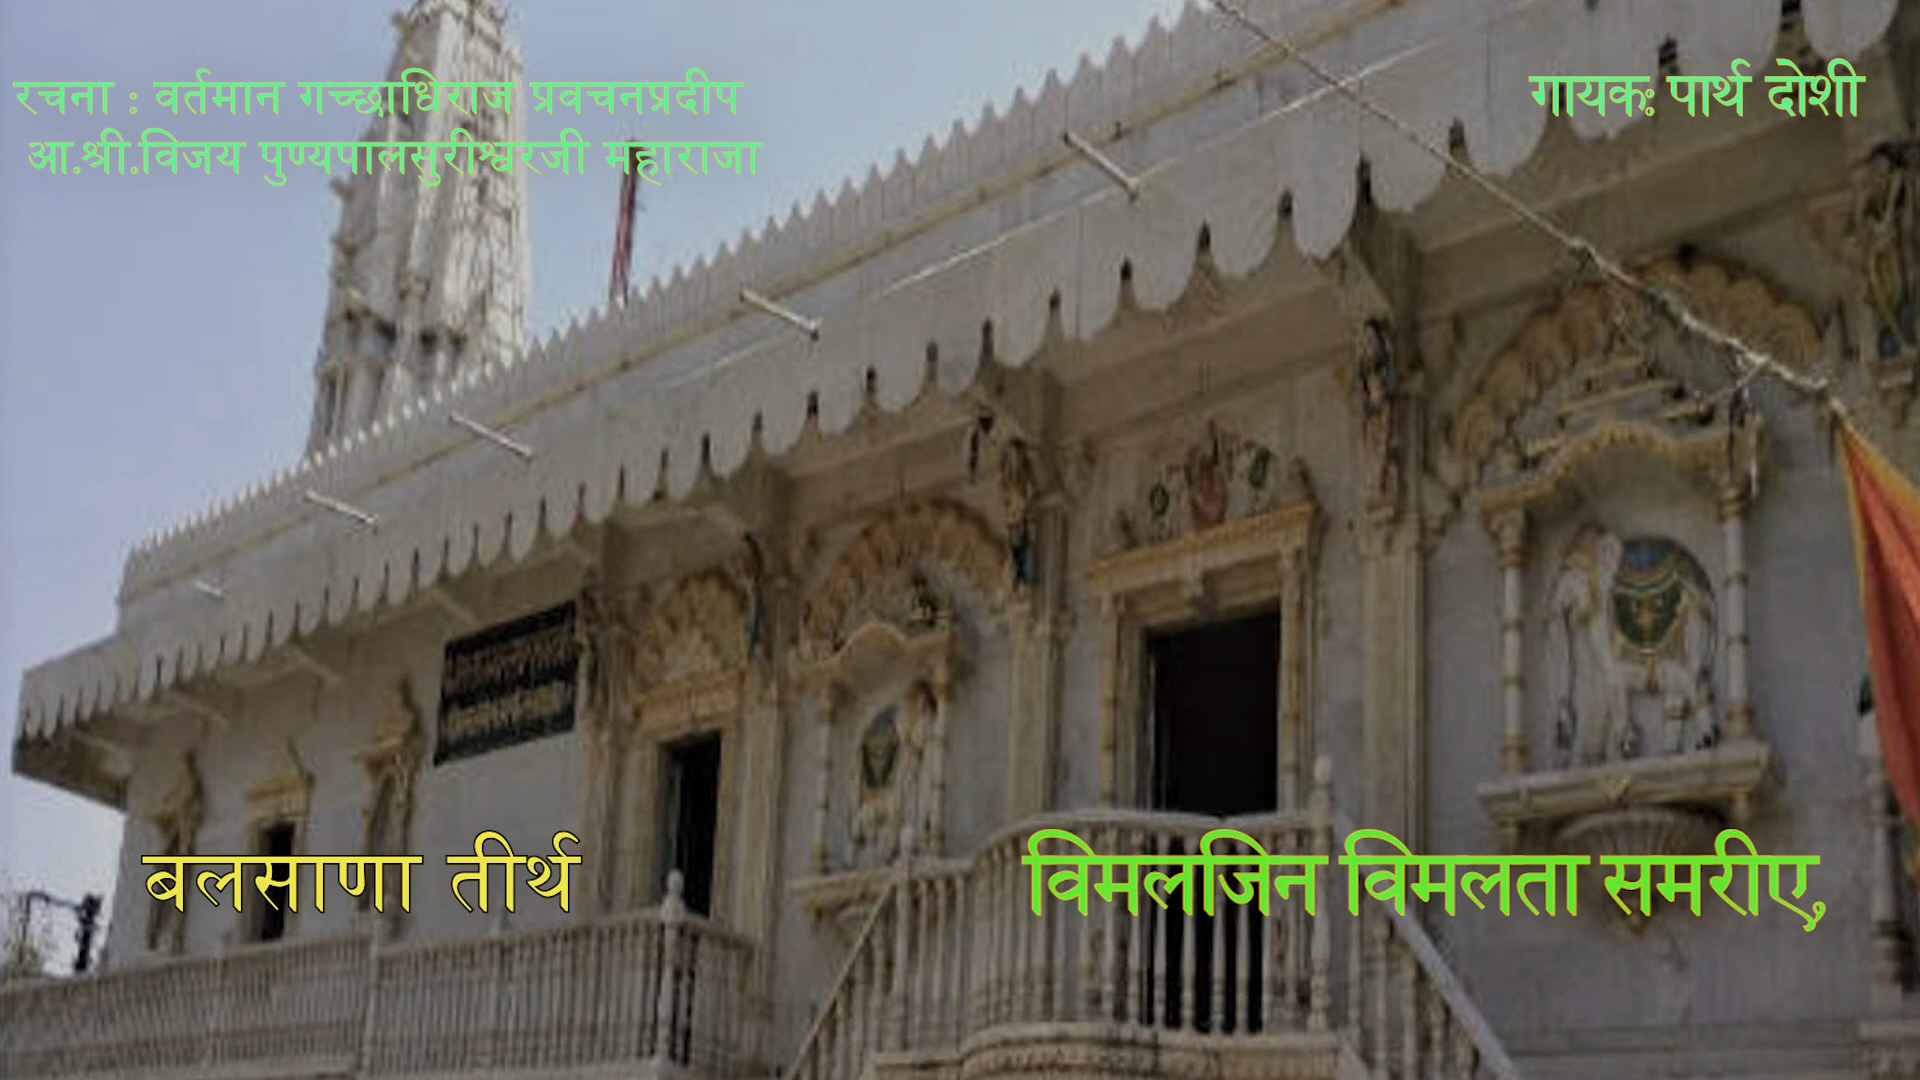 रचना : वर्तमान गच्छाधिराज प्रवचनप्रदीप
आ.श्री.विजय पुण्यपालसुरीश्वरजी महाराजा
गायकः पार्थ दोशी
बलसाणा तीर्थ
विमलजिन विमलता समरीए,